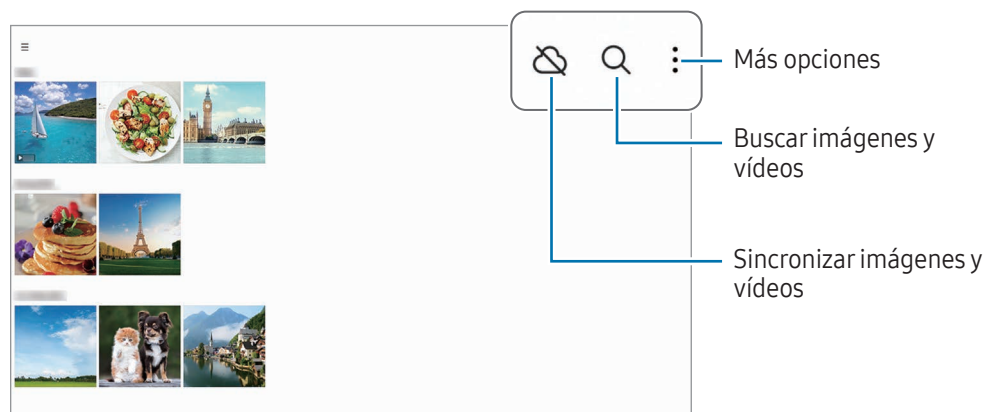 Más opciones
Buscar imágenes y
vídeos
Sincronizar imágenes y
vídeos